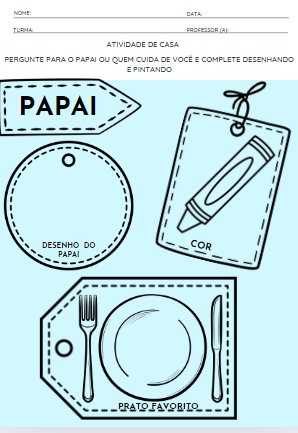 NOME: DATA:
TURMA: PROFESSOR (A):
ATIVIDADE DE CASA
PERGUNTE PARA O PAPAI OU QUEM CUIDA DE VOCÊ E COMPLETE DESENHANDO
E PINTANDO
PAPAI
DESENHO DO
PAPAI
COR
PRATO FAVORITO